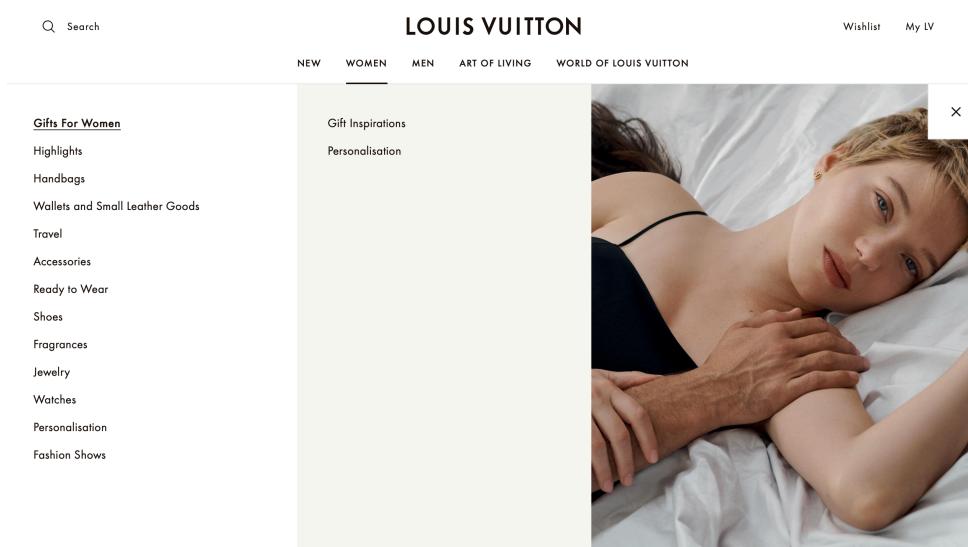 Search
LOUIS VUITTON
Wishlist
My LV
NEW
WOMEN
MEN
ART OF LIVING
WORLD OF LOUIS VUITTON
Gifts For Women
Highlights
Handbags
Wallets and Small Leather Goods
Travel
Accessories
Ready to Wear
Shoes
Fragrances
Jewelry
Watches
Personalisation
Fashion Shows
Gift Inspirations
Personalisation